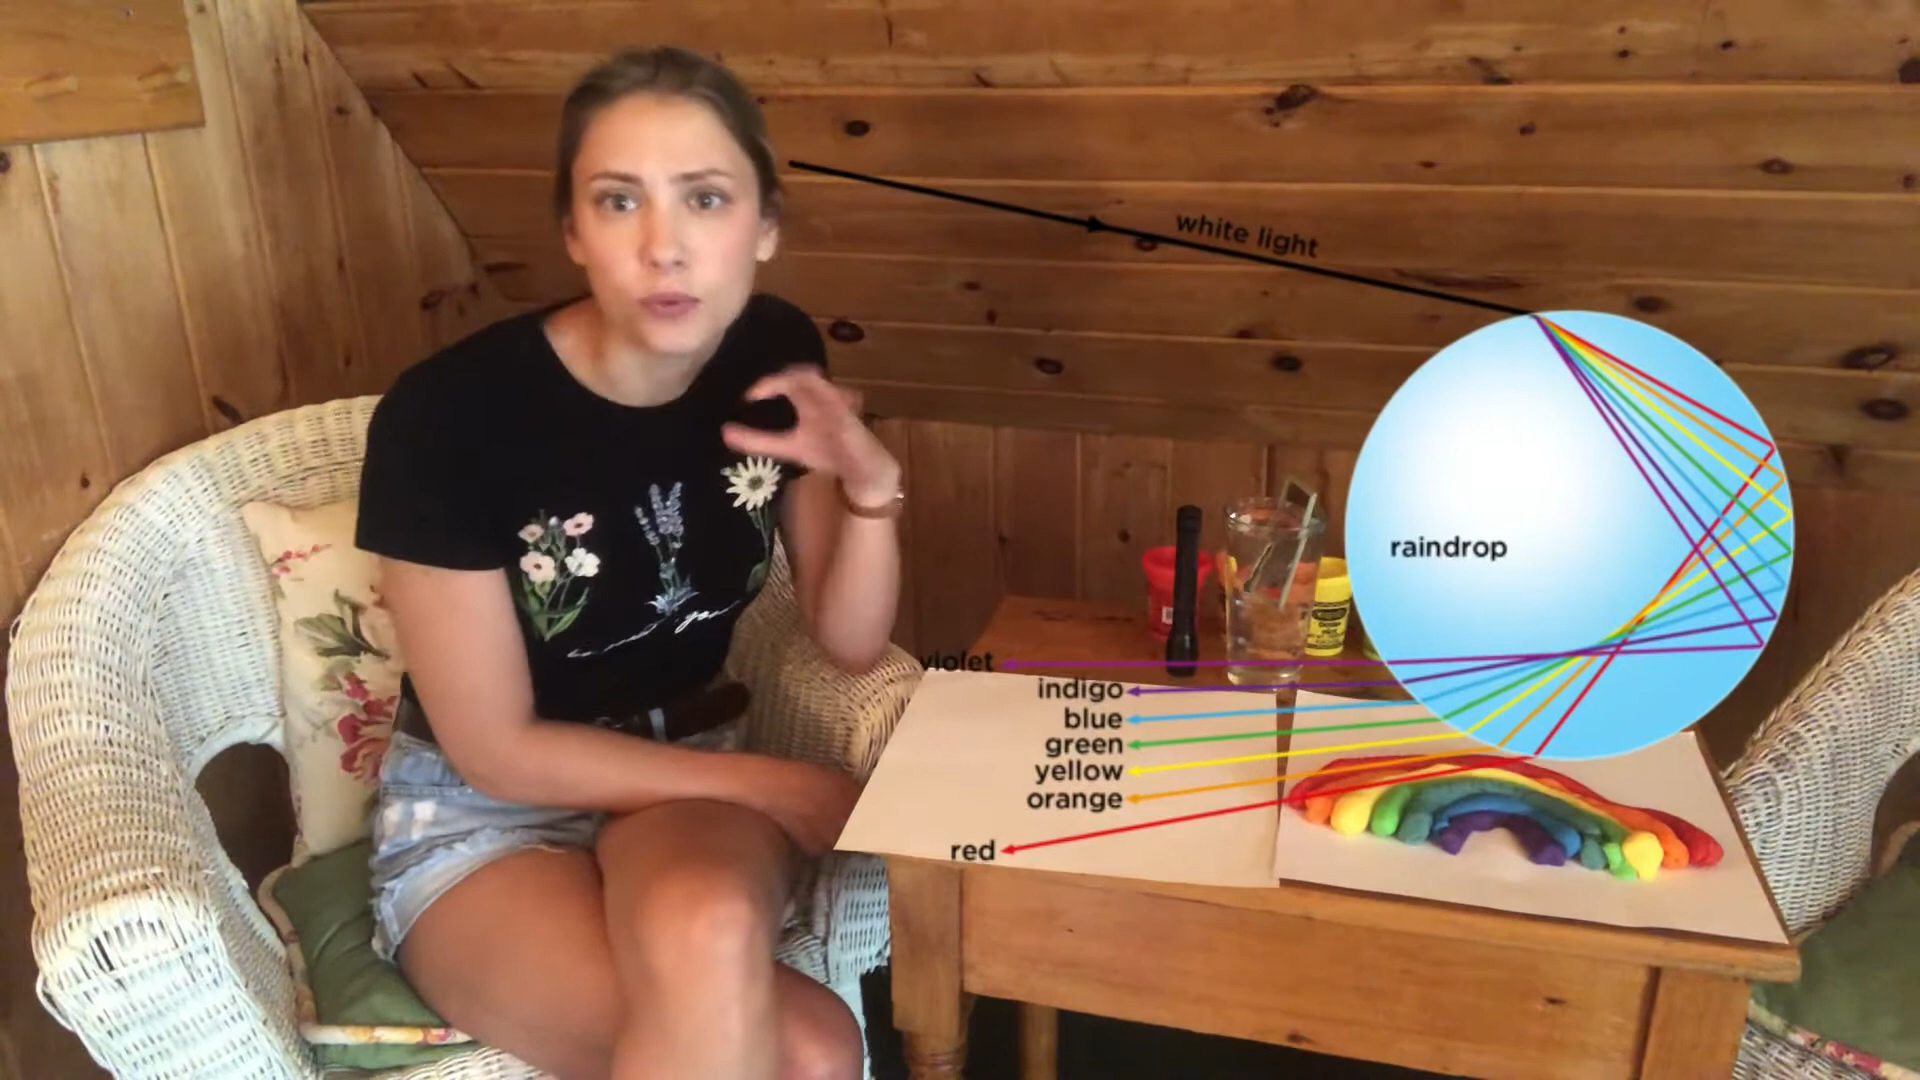 white light
raindrop
violet
indigo
blue
green
yellow
orange
red